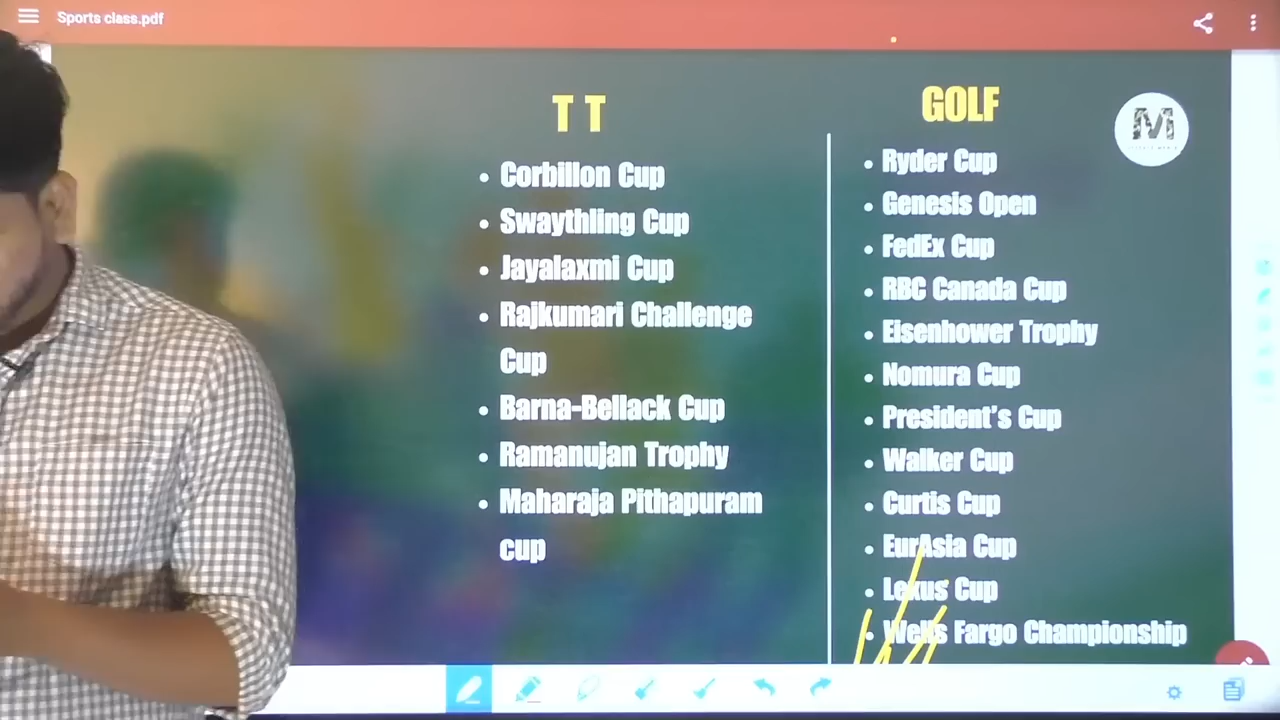 Sports class.pdf
T T
Corbillon Cup
Swaythling Cup
Jayalaxmi Cup
Rajkumari Challenge
Cup
Barna-Bellack Cup
Ramanujan Trophy
Maharaja Pithapuram
cup
GOLF
M
Ryder Cup
Genesis Open
FedEx Cup
RBC Canada Cup
Eisenhower Trophy
Nomura Cup
President's Cup
Walker Cup
Curtis Cup
EurAsia Cup
Lexus Cup
Wells Fargo Championship